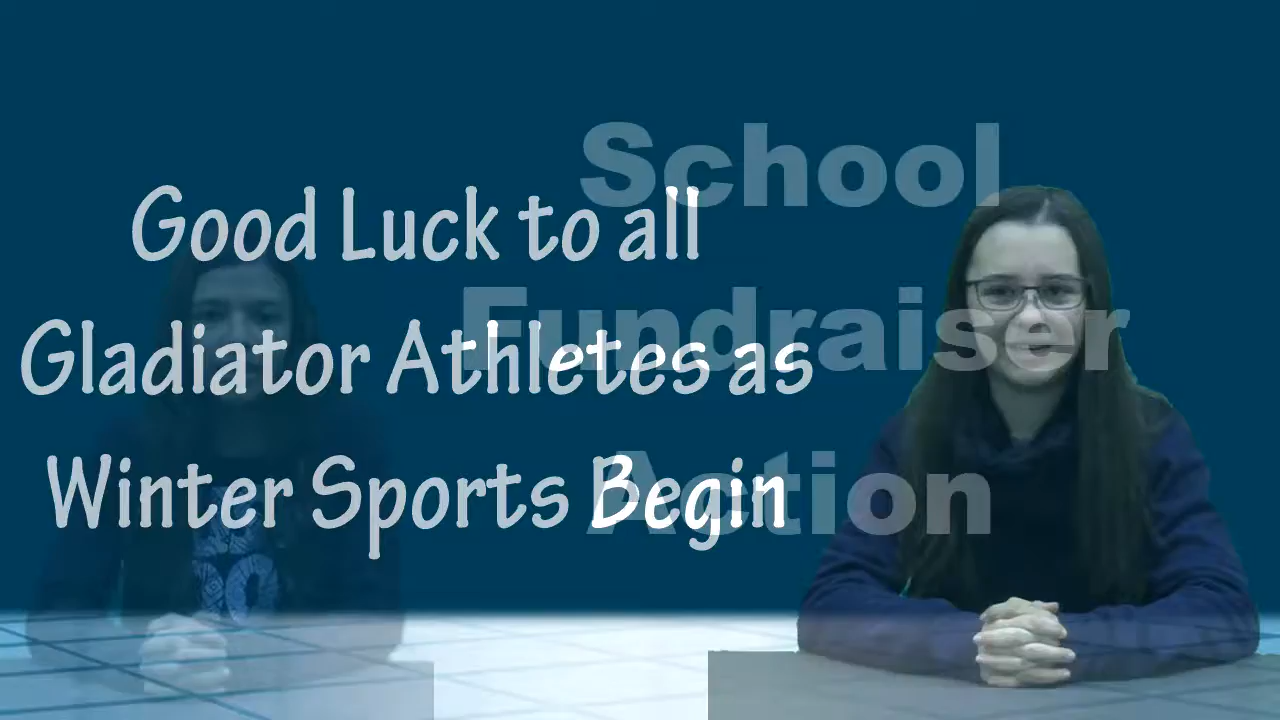 Good Luck to all
Gladiator Athletes as
Winter Sports Begin
School
Fundraiser
Action